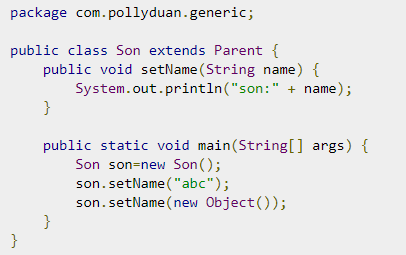 package com.pollyduan.generic;

public class Son extends Parent {
    public void setName(String name) {
        System.out.println("son:" + name);
    }

    public static void main(String[] args) {
        Son son=new Son();
        son.setName("abc");
        son.setName(new Object());
    }
}